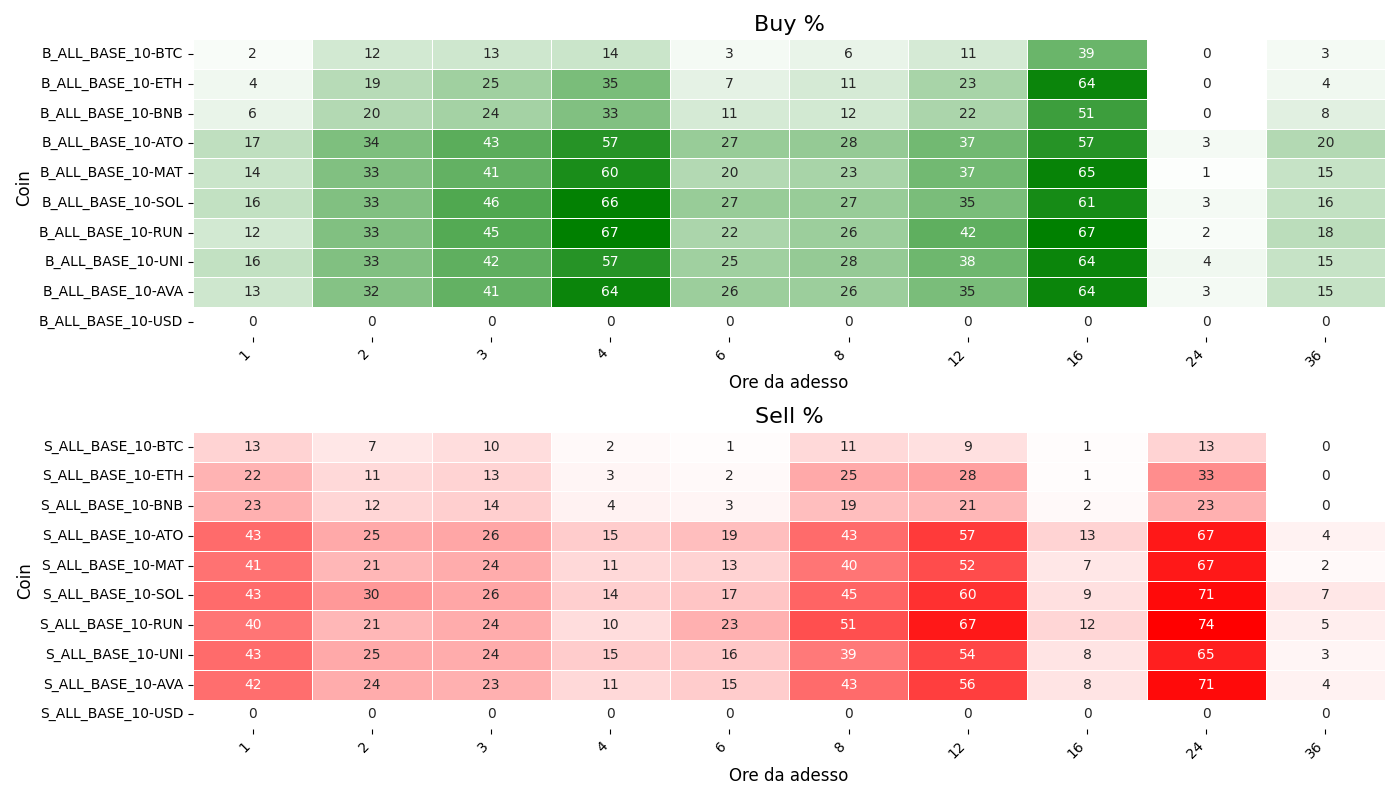 Buy %
Coin
B_ALL_BASE_10-BTC 2 12 13 14 3 6 11 39 0 3
B_ALL_BASE_10-ETH 4 19 25 35 7 11 23 64 0 4
B_ALL_BASE_10-BNB 6 20 24 33 11 12 22 51 0 8
B_ALL_BASE_10-ATO 17 34 43 57 27 28 37 57 3 20
B_ALL_BASE_10-MAT 14 33 41 60 20 23 37 65 1 15
B_ALL_BASE_10-SOL 16 33 46 66 27 27 35 61 3 16
B_ALL_BASE_10-RUN 12 33 45 67 22 26 42 67 2 18
B_ALL_BASE_10-UNI 16 33 42 57 25 28 38 64 4 15
B_ALL_BASE_10-AVA 13 32 41 64 26 26 35 64 3 15
B_ALL_BASE_10-USD 0 0 0 0 0 0 0 0 0 0
1 2 3 4 6 8 12 16 24 36
Ore da adesso
Sell %
Coin
S_ALL_BASE_10-BTC 13 7 10 2 1 11 9 1 13 0
S_ALL_BASE_10-ETH 22 11 13 3 2 25 28 1 33 0
S_ALL_BASE_10-BNB 23 12 14 4 3 19 21 2 23 0
S_ALL_BASE_10-ATO 43 25 26 15 19 43 57 13 67 4
S_ALL_BASE_10-MAT 41 21 24 11 13 40 52 7 67 2
S_ALL_BASE_10-SOL 43 30 26 14 17 45 60 9 71 7
S_ALL_BASE_10-RUN 40 21 24 10 23 51 67 12 74 5
S_ALL_BASE_10-UNI 43 25 24 15 16 39 54 8 65 3
S_ALL_BASE_10-AVA 42 24 23 11 15 43 56 8 71 4
S_ALL_BASE_10-USD 0 0 0 0 0 0 0 0 0 0
1 2 3 4 6 8 12 16 24 36
Ore da adesso